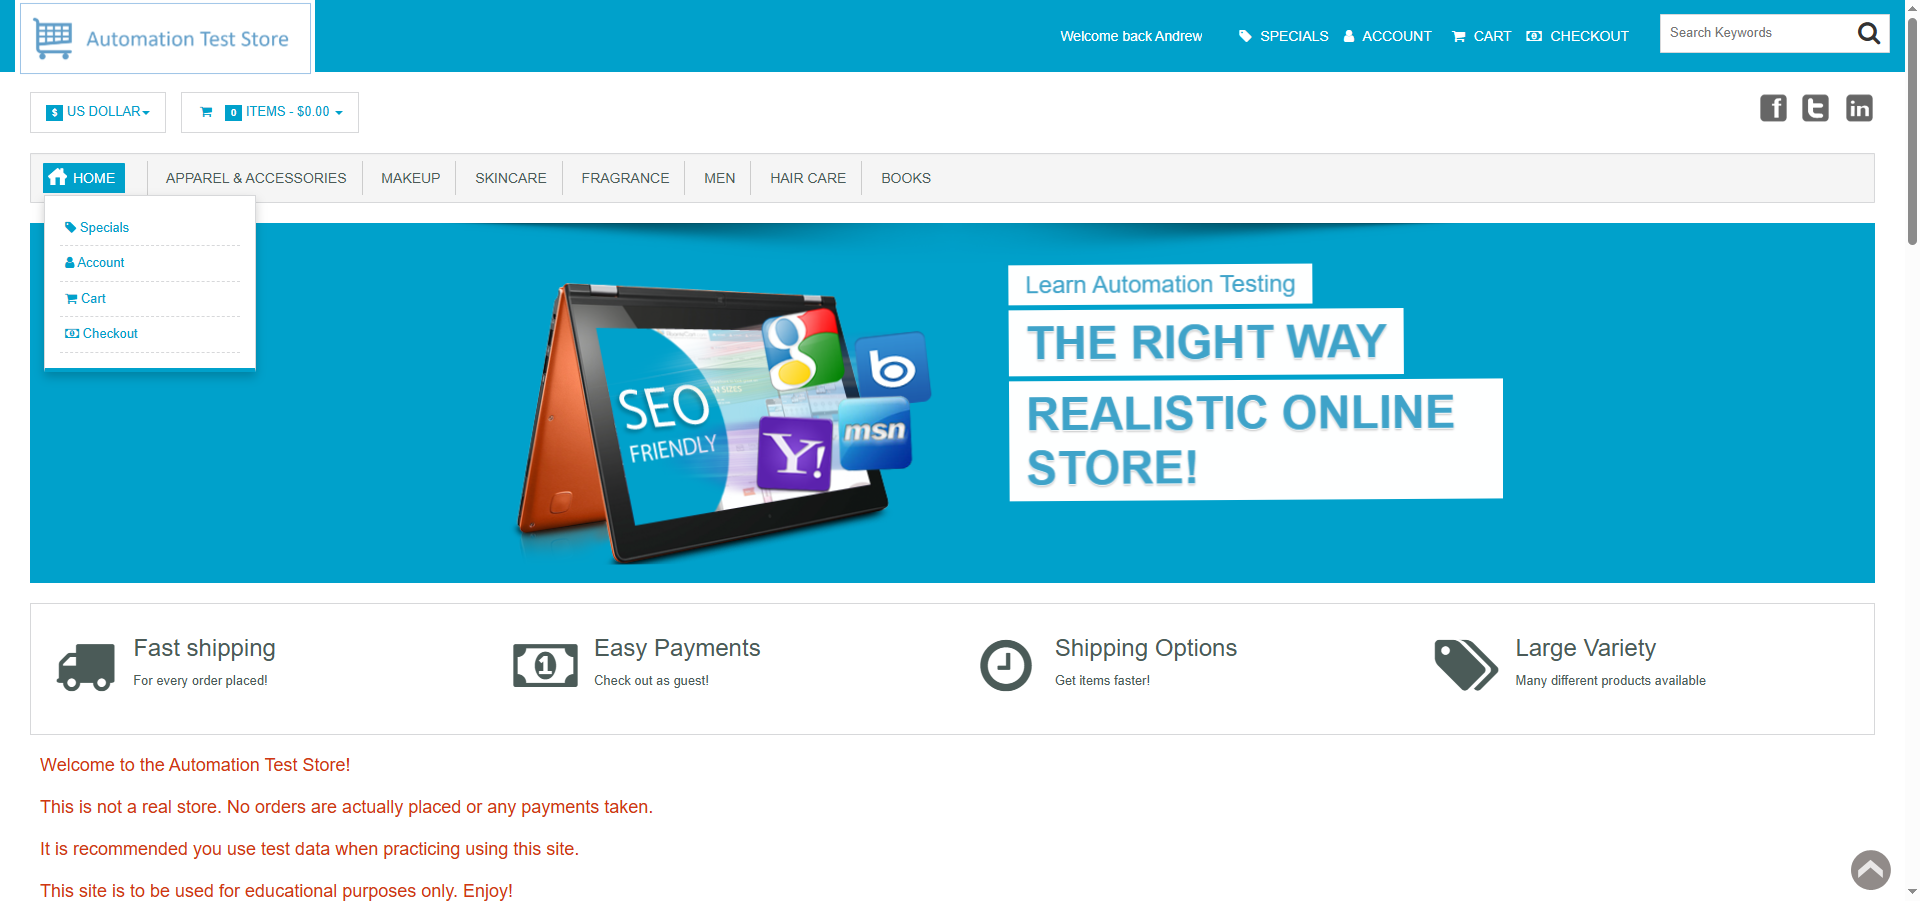 Automation Test Store
Welcome back Andrew
SPECIALS
ACCOUNT
CART
CHECKOUT
Search Keywords
$ US DOLLAR
0 ITEMS - $0.00
f
t
in
HOME
APPAREL & ACCESSORIES
MAKEUP
SKINCARE
FRAGRANCE
MEN
HAIR CARE
BOOKS
Specials
Account
Cart
Checkout
Learn Automation Testing
THE RIGHT WAY
REALISTIC ONLINE
STORE!
SEO
FRIENDLY
g
b
msn
Y!
Fast shipping
For every order placed!
1
Easy Payments
Check out as guest!
Shipping Options
Get items faster!
Large Variety
Many different products available
Welcome to the Automation Test Store!
This is not a real store. No orders are actually placed or any payments taken.
It is recommended you use test data when practicing using this site.
This site is to be used for educational purposes only. Enjoy!